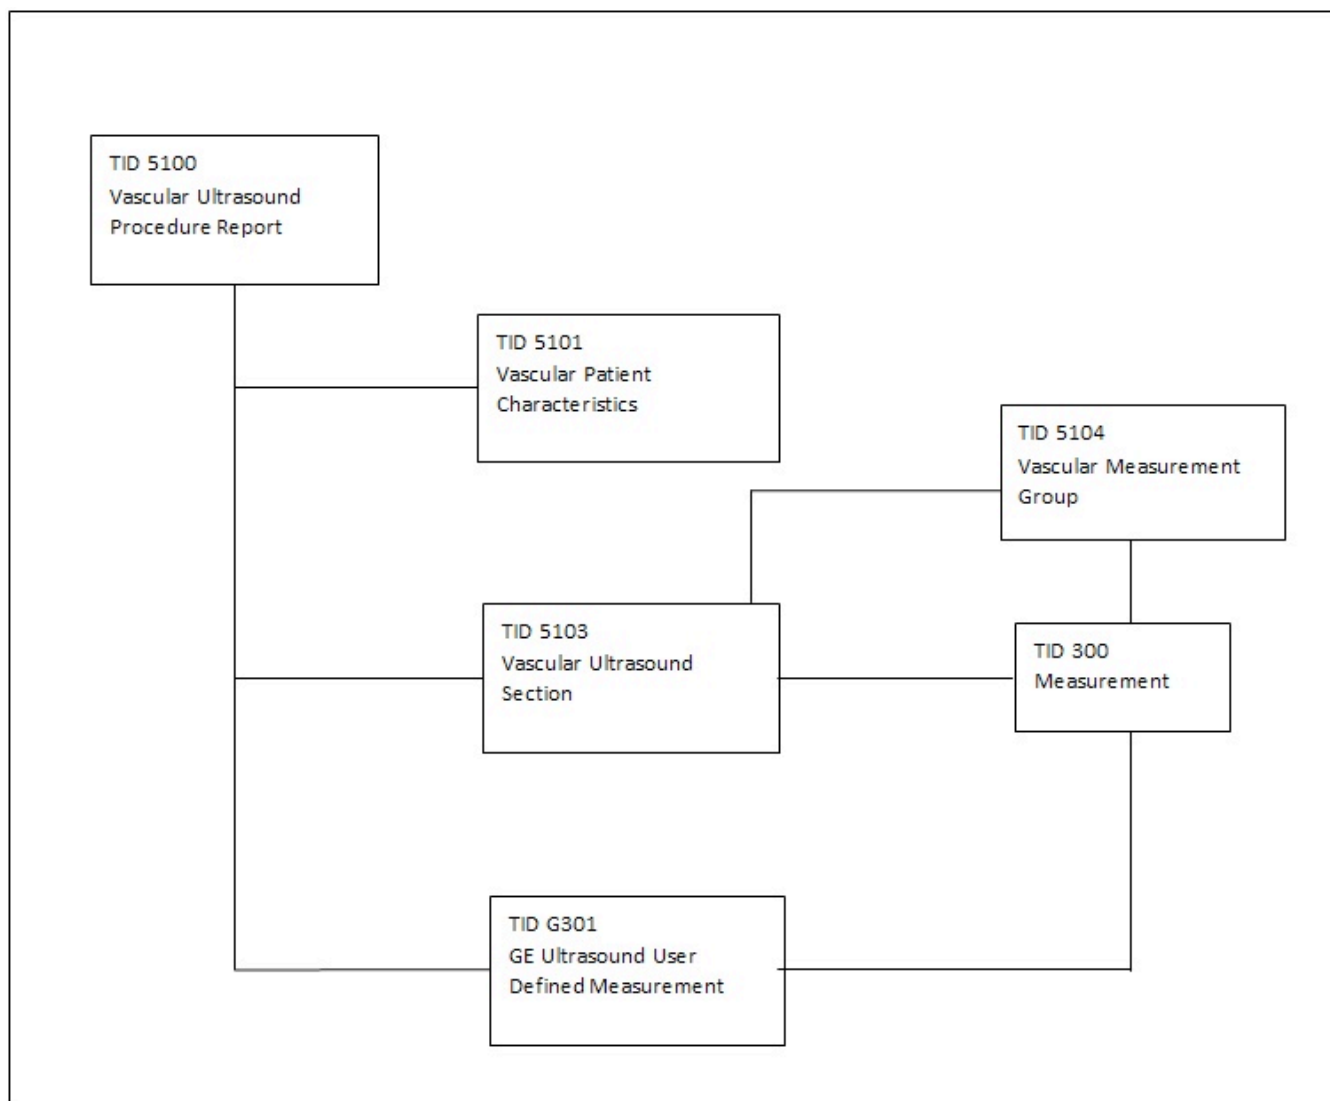 TID 5100
Vascular Ultrasound
Procedure Report
TID 5101
Vascular Patient
Characteristics
TID 5104
Vascular Measurement
Group
TID 5103
Vascular Ultrasound
Section
TID 300
Measurement
TID G301
GE Ultrasound User
Defined Measurement